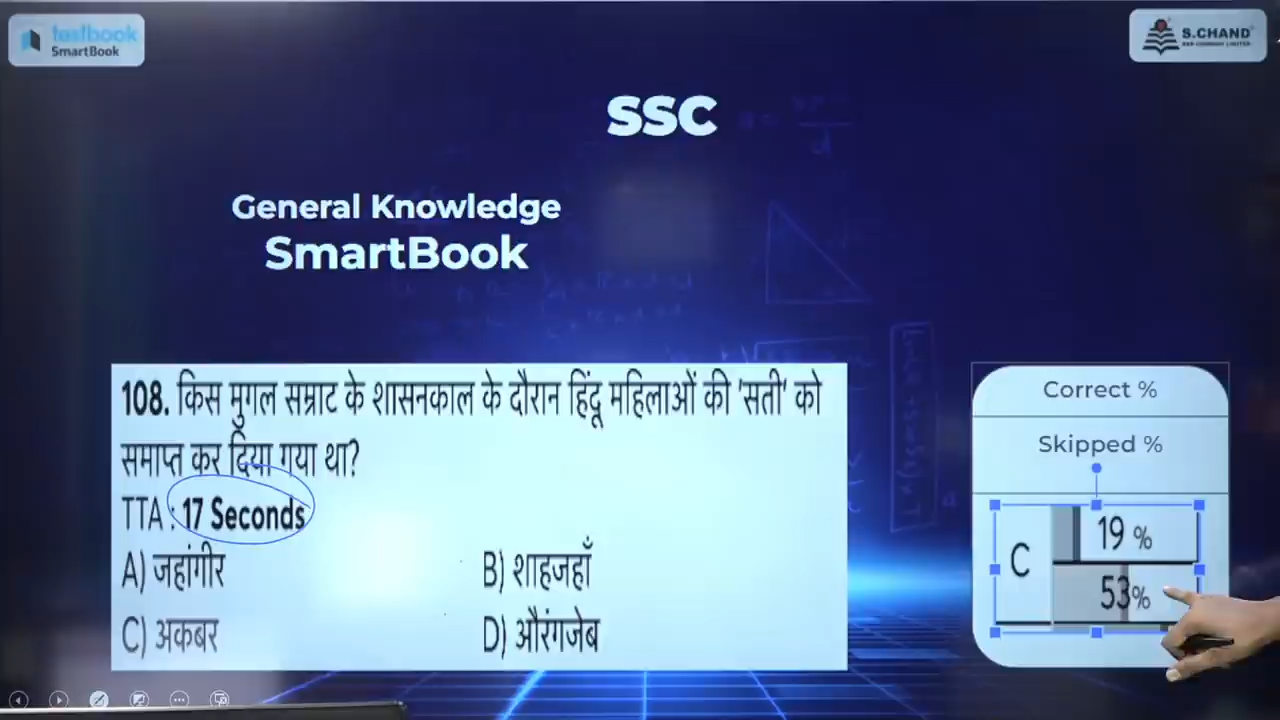 testbook
SmartBook
S.CHAND
SSC
General Knowledge
SmartBook
108. किस मुगल सम्राट के शासनकाल के दौरान हिंदू महिलाओं की 'सती' को
समाप्त कर दिया गया था?
TTA : 17 Seconds
A) जहांगीर
B) शाहजहाँ
C) अकबर
D) औरंगजेब
Correct %
Skipped %
C
19 %
53%